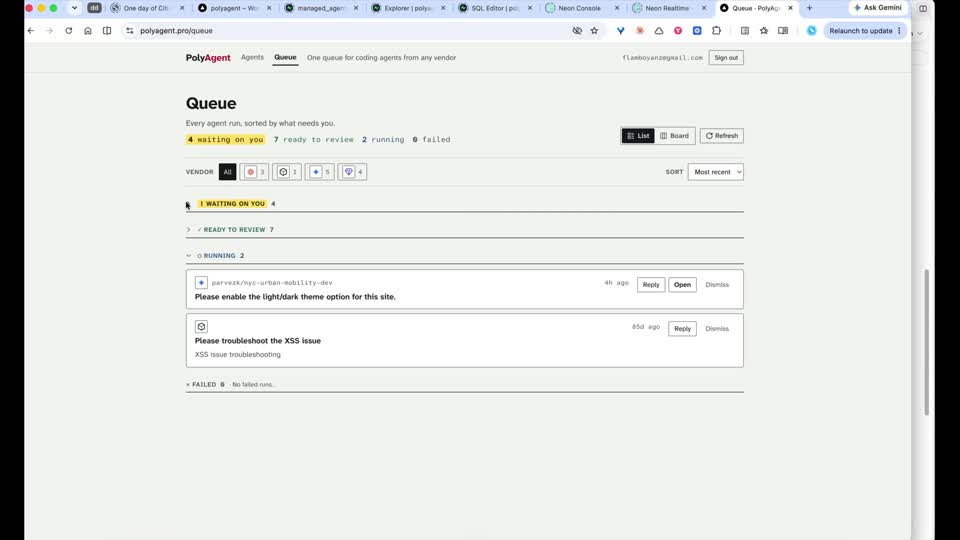 dd
One day of Citi
polyagent – Wo
managed_agen
Explorer | polya
SQL Editor | pol
Neon Console
Neon Realtime
Queue - PolyAge
Ask Gemini
polyagent.pro/queue
Relaunch to update
PolyAgent Agents Queue One queue for coding agents from any vendor
flamboyanz@gmail.com Sign out
Queue
Every agent run, sorted by what needs you.
4 waiting on you 7 ready to review 2 running 0 failed
List Board Refresh
VENDOR All 3 1 5 4 SORT Most recent
! WAITING ON YOU 4
✓ READY TO REVIEW 7
○ RUNNING 2
parvezk/nyc-urban-mobility-dev 4h ago Reply Open Dismiss
Please enable the light/dark theme option for this site.
85d ago Reply Dismiss
Please troubleshoot the XSS issue
XSS issue troubleshooting
× FAILED 0 · No failed runs.